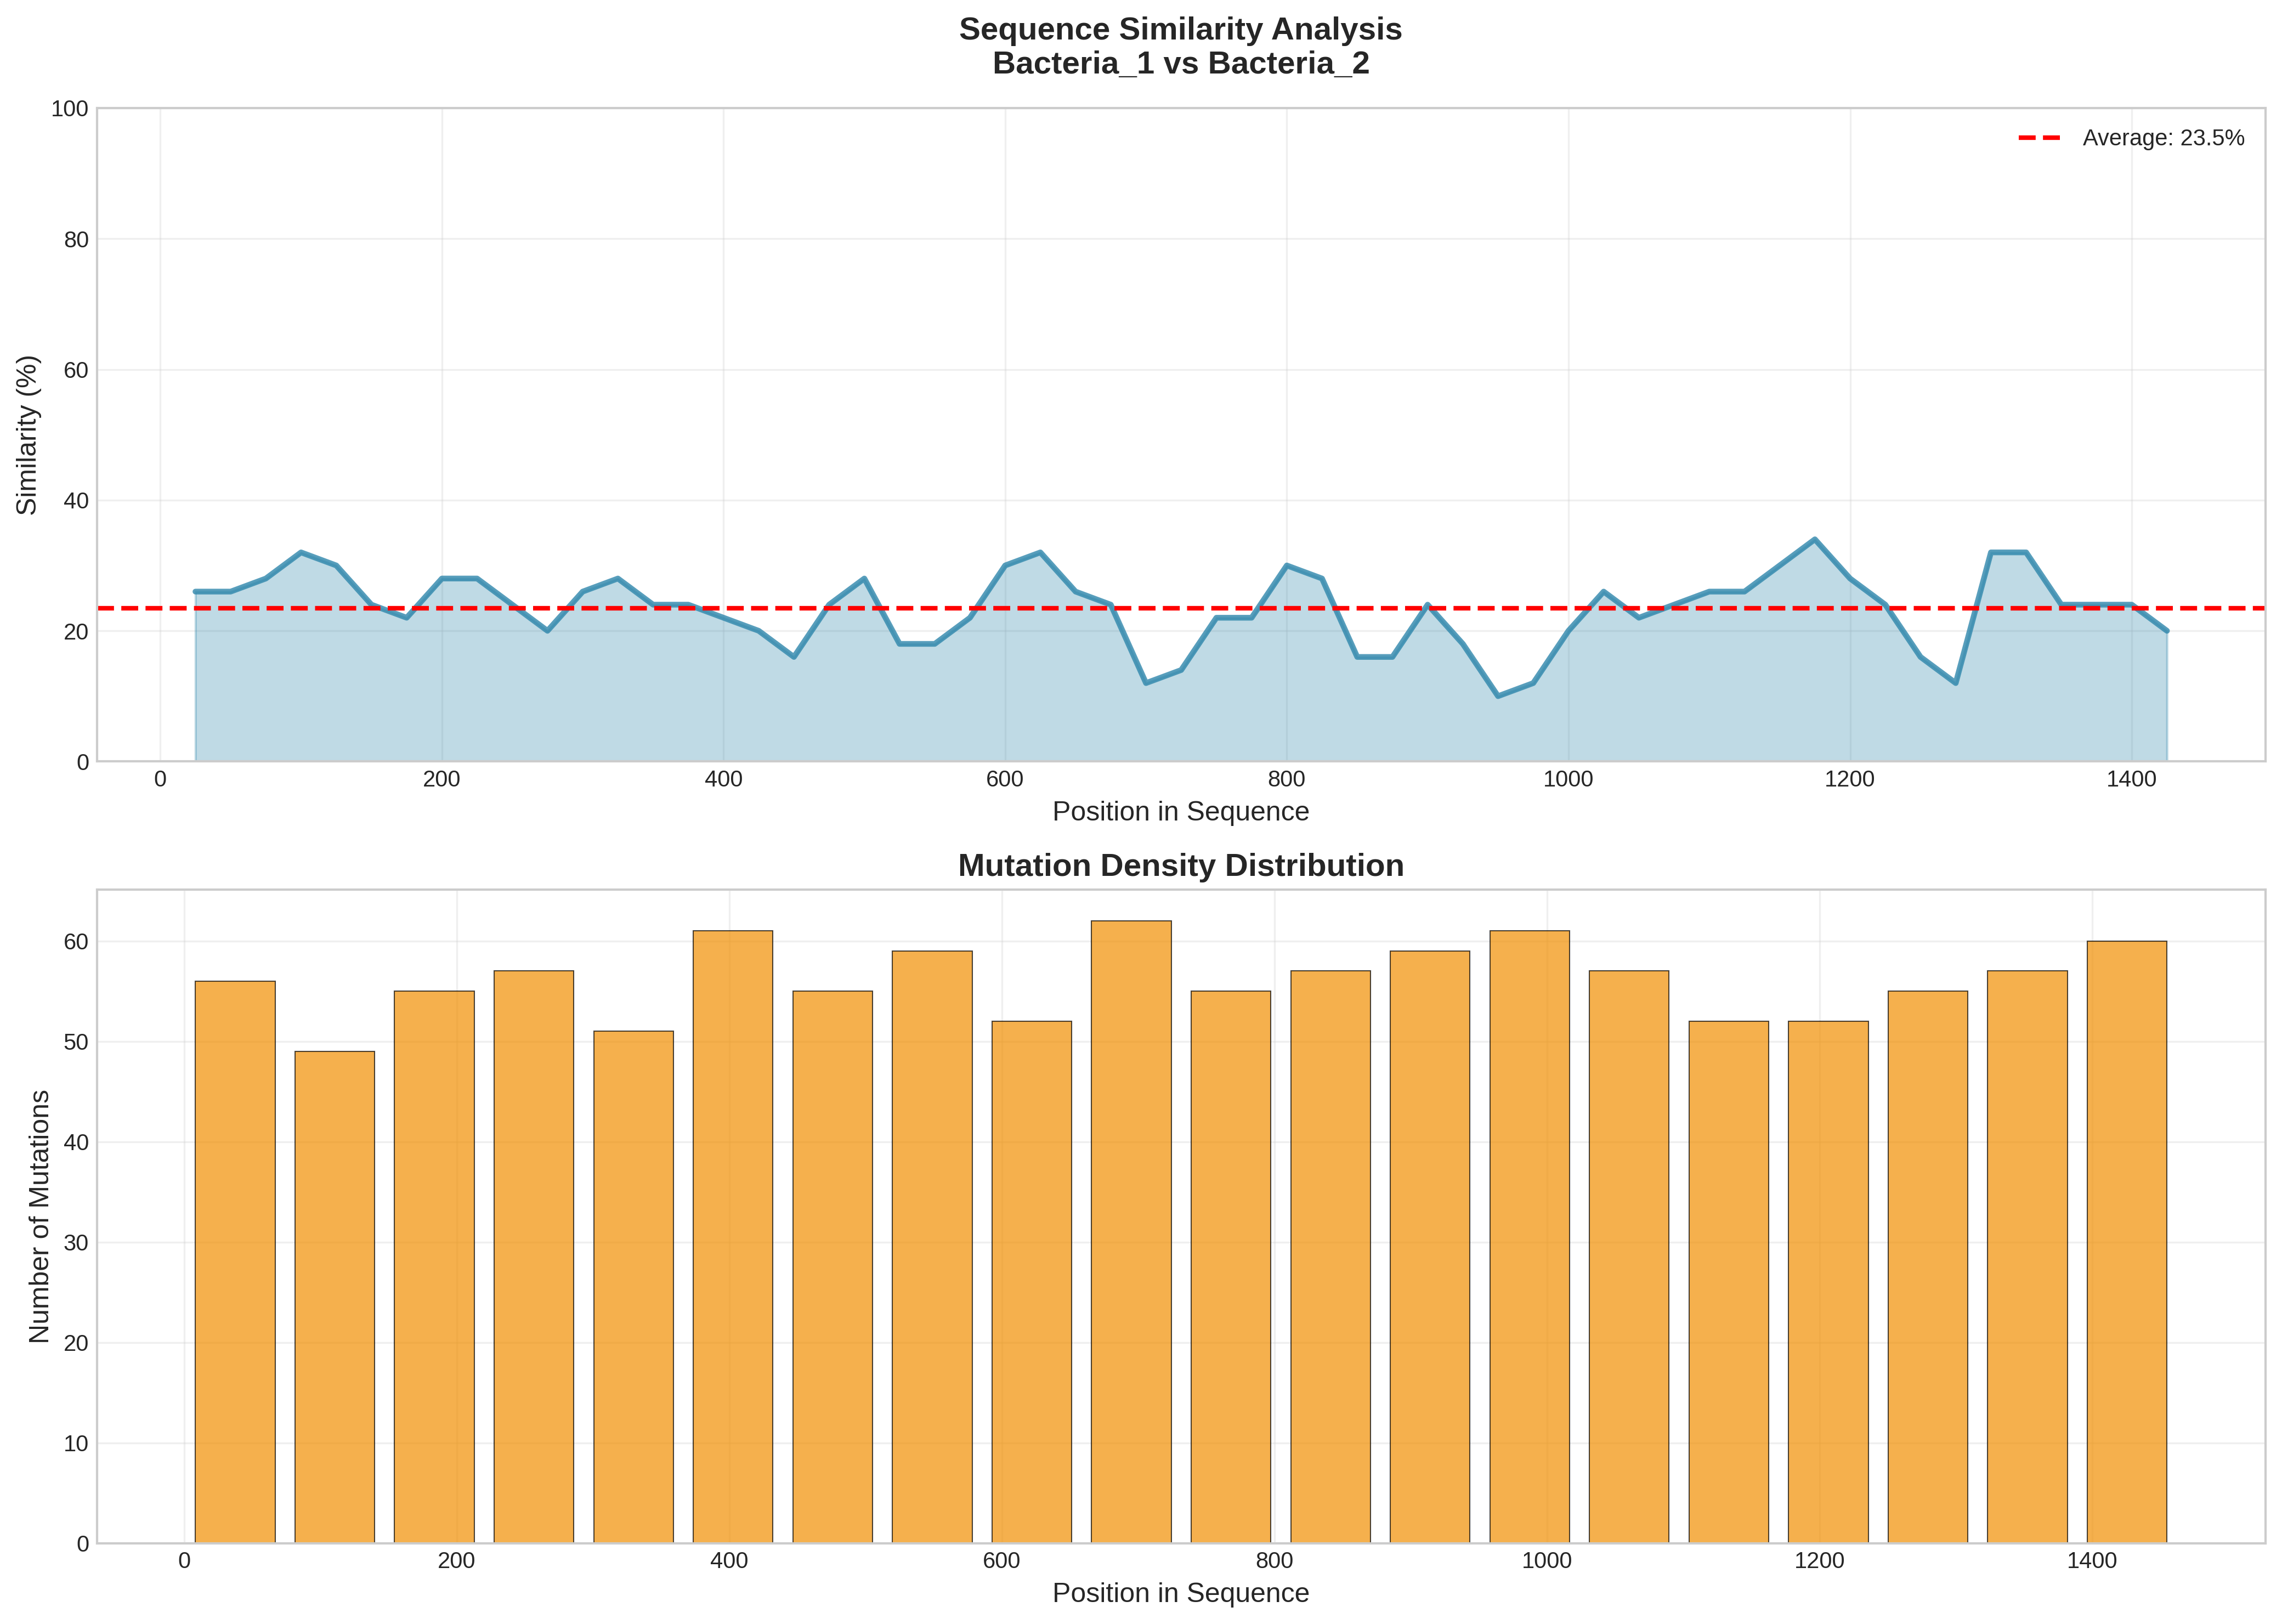 Sequence Similarity Analysis
Bacteria_1 vs Bacteria_2
100
80
60
40
20
0
Similarity (%)
Average: 23.5%
0 200 400 600 800 1000 1200 1400
Position in Sequence
Mutation Density Distribution
60
50
40
30
20
10
0
Number of Mutations
0 200 400 600 800 1000 1200 1400
Position in Sequence